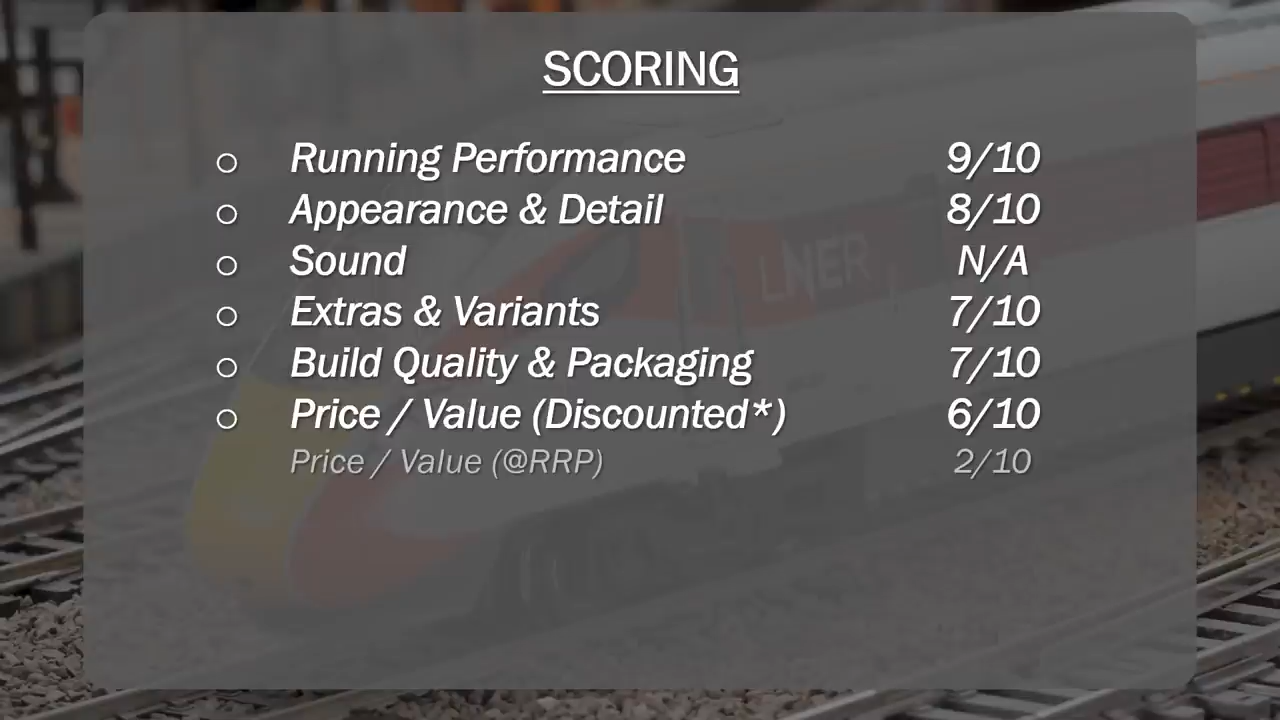 SCORING
Running Performance 9/10
Appearance & Detail 8/10
Sound N/A
Extras & Variants 7/10
Build Quality & Packaging 7/10
Price / Value (Discounted*) 6/10
Price / Value (@RRP) 2/10
LNER